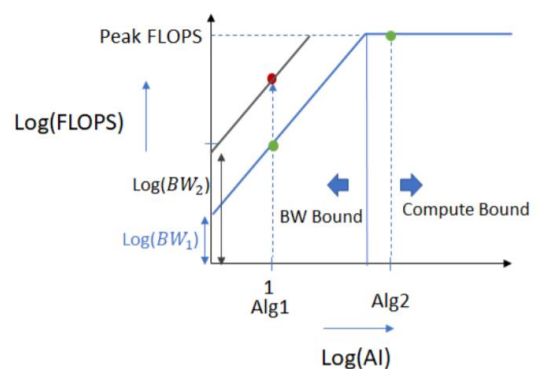 Peak FLOPS
Log(FLOPS)
Log(BW₂)
Log(BW₁)
BW Bound
Compute Bound
1
Alg1
Alg2
Log(AI)